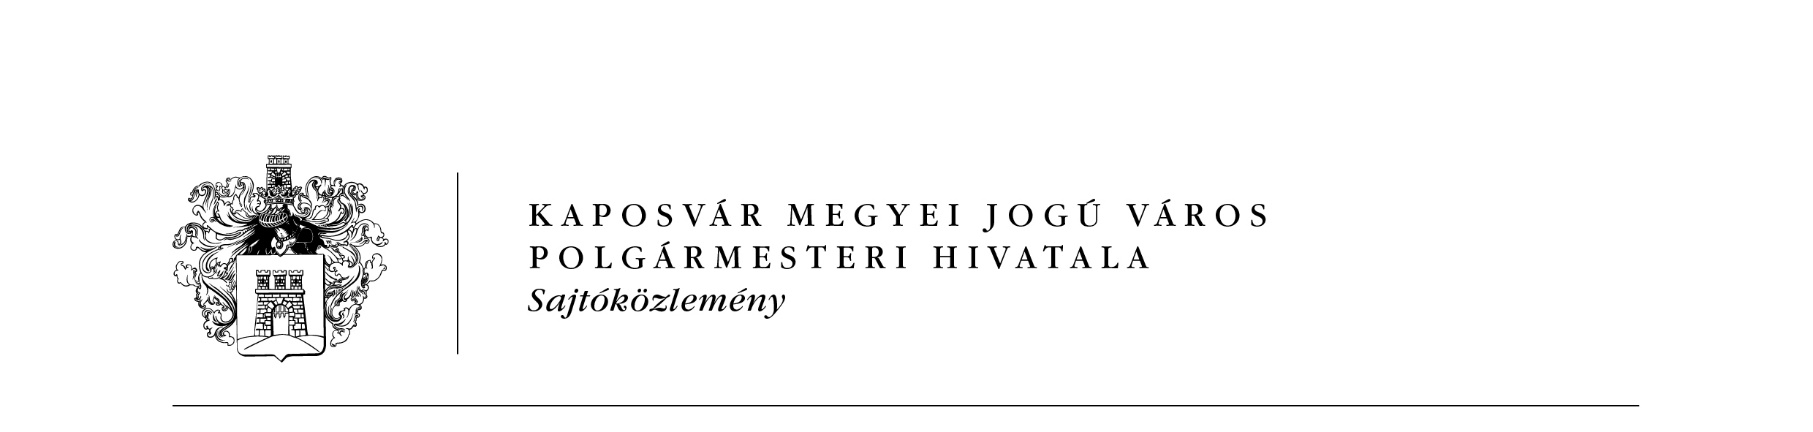 KAPOSVÁR MEGYEI JOGÚ VÁROS
POLGÁRMESTERI HIVATALA
Sajtóközlemény